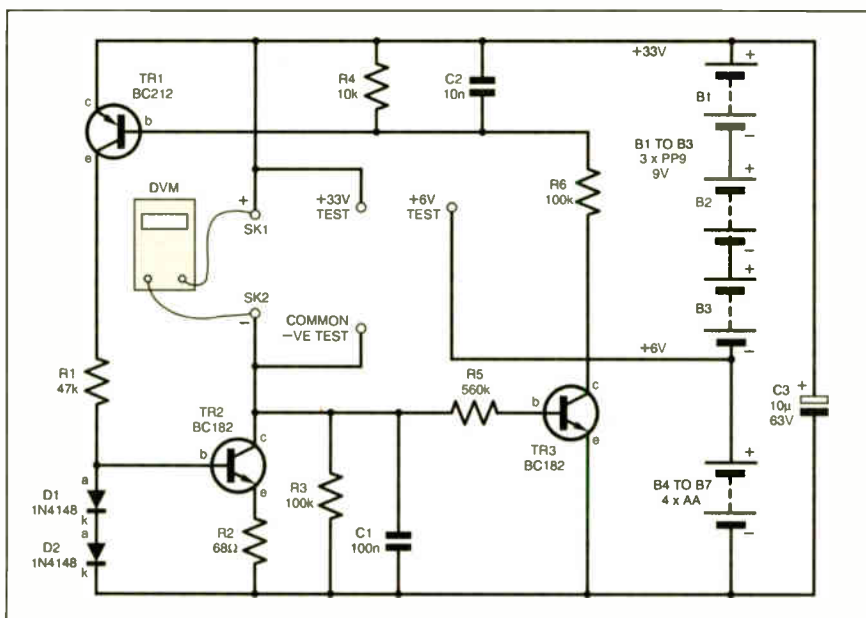 TR1
BC212
c
b
e
R4
10k
C2
10n
+33V
+
B1
−
B1 TO B3
3 x PP9
9V
+
B2
−
+
B3
−
DVM
+
SK1
+33V
TEST
+6V
TEST
R6
100k
SK2
−
COMMON
−VE TEST
+6V
R1
47k
R5
560k
c
b
e
TR3
BC182
+
C3
10µ
63V
TR2
BC182
c
b
e
R3
100k
C1
100n
R2
68Ω
+
B4 TO B7
4 x AA
−
a
D1
1N4148
k
a
D2
1N4148
k